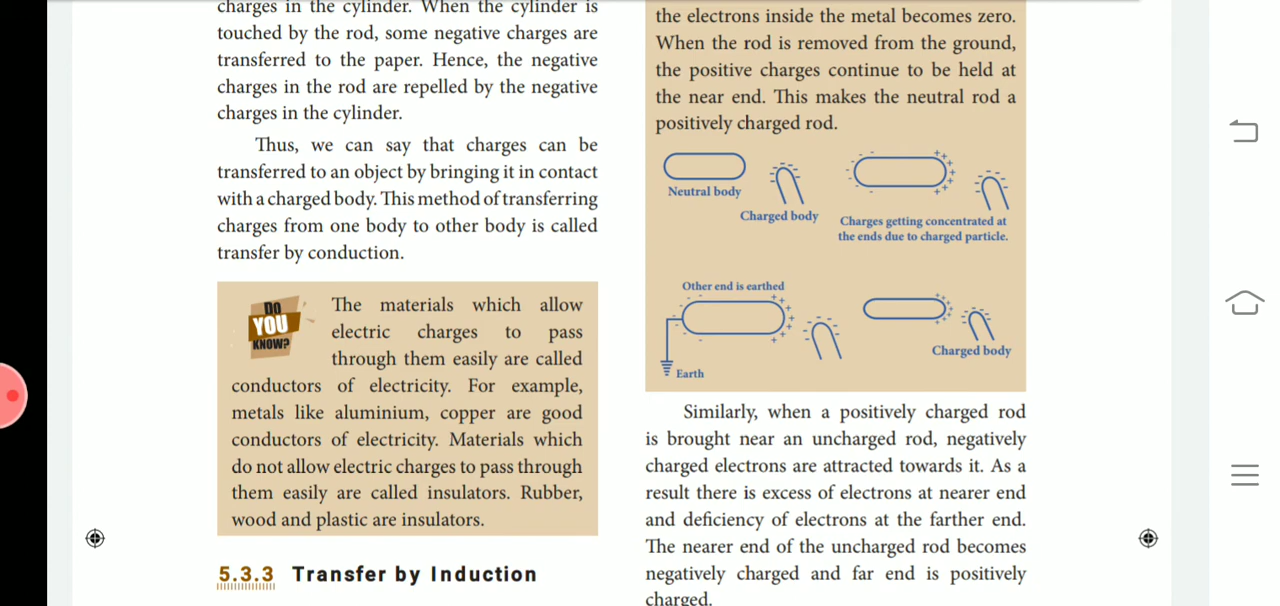 charges in the cylinder. When the cylinder is
touched by the rod, some negative charges are
transferred to the paper. Hence, the negative
charges in the rod are repelled by the negative
charges in the cylinder.
Thus, we can say that charges can be
transferred to an object by bringing it in contact
with a charged body. This method of transferring
charges from one body to other body is called
transfer by conduction.
DO
YOU
KNOW?
The materials which allow
electric charges to pass
through them easily are called
conductors of electricity. For example,
metals like aluminium, copper are good
conductors of electricity. Materials which
do not allow electric charges to pass through
them easily are called insulators. Rubber,
wood and plastic are insulators.
5.3.3 Transfer by Induction
the electrons inside the metal becomes zero.
When the rod is removed from the ground,
the positive charges continue to be held at
the near end. This makes the neutral rod a
positively charged rod.
Neutral body
Charged body
Charges getting concentrated at
the ends due to charged particle.
Other end is earthed
Earth
Charged body
Similarly, when a positively charged rod
is brought near an uncharged rod, negatively
charged electrons are attracted towards it. As a
result there is excess of electrons at nearer end
and deficiency of electrons at the farther end.
The nearer end of the uncharged rod becomes
negatively charged and far end is positively
charged.